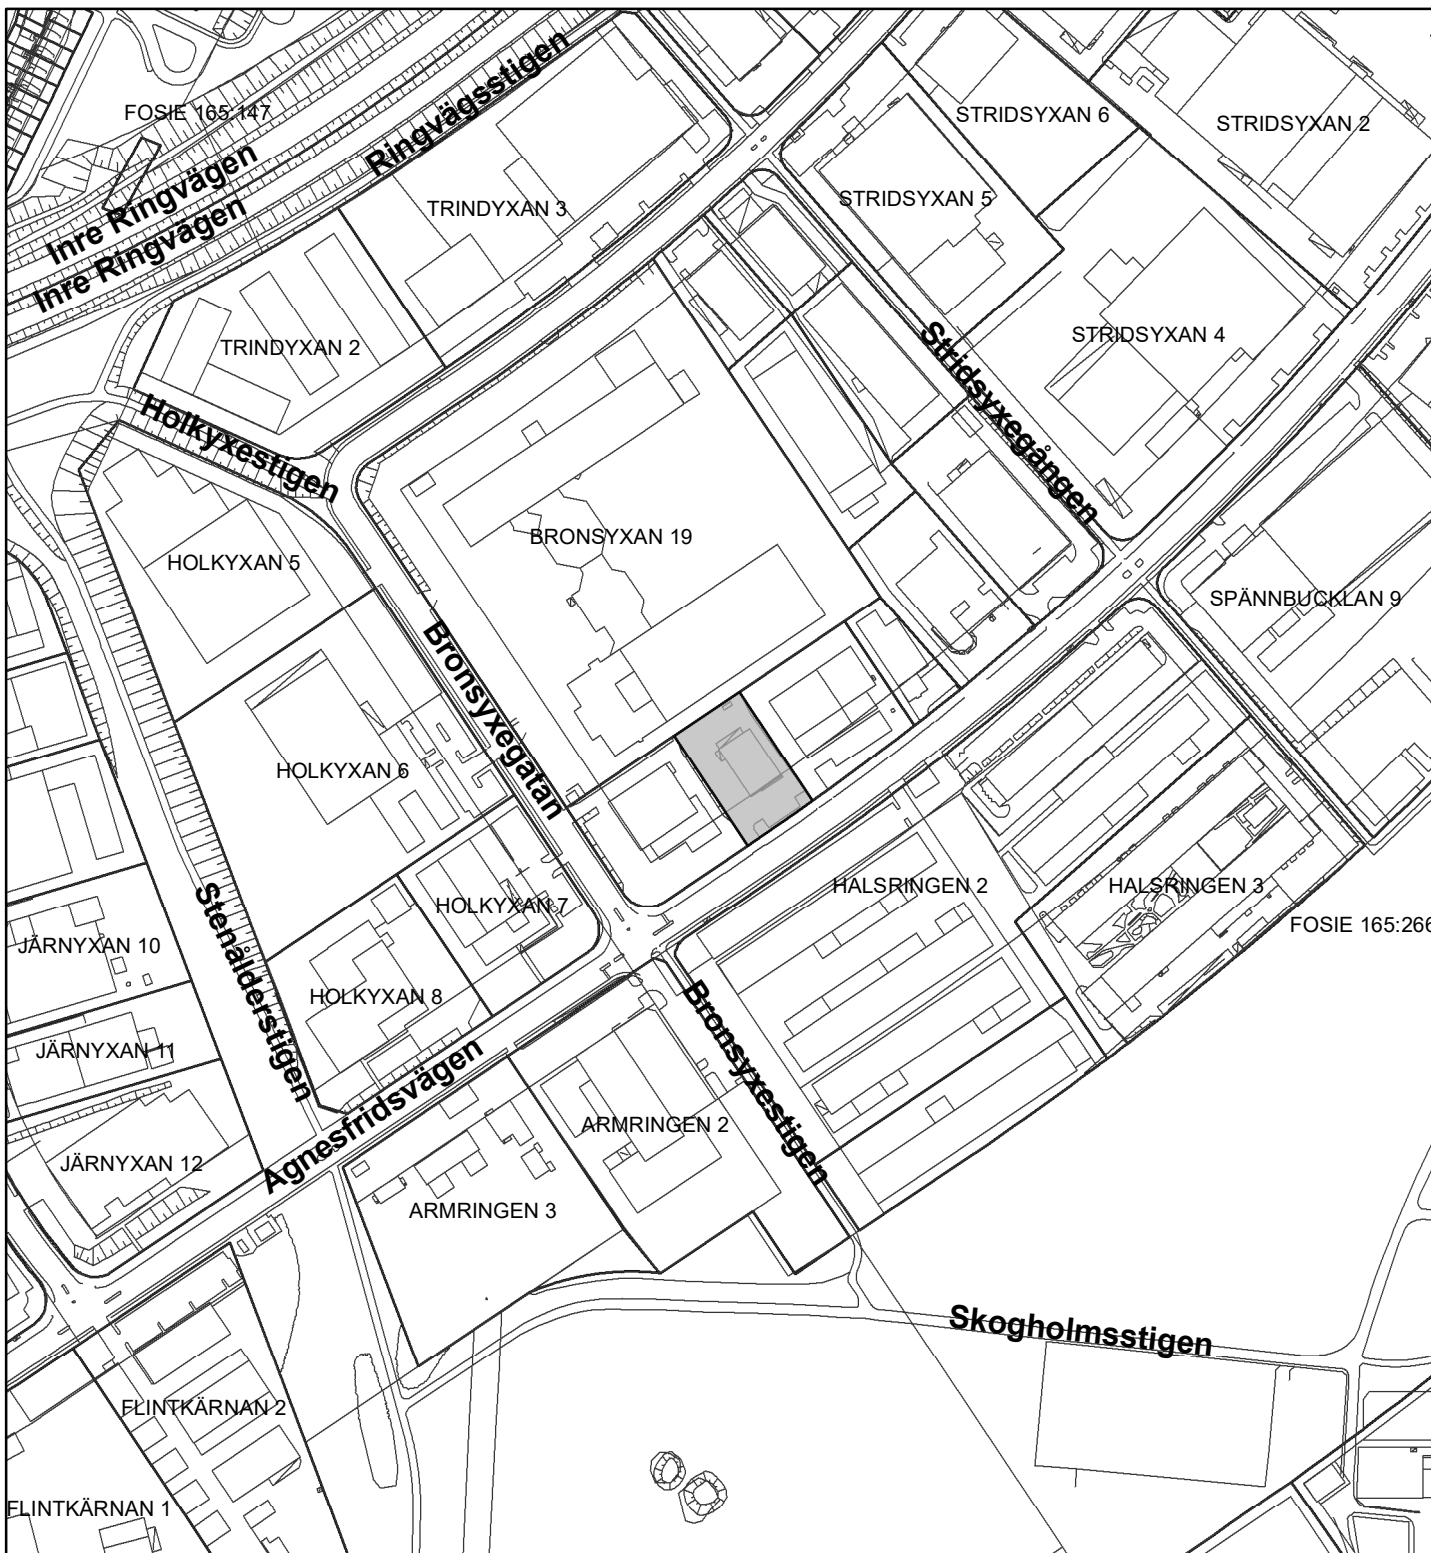 FOSIE 165:147
Inre Ringvägen
Inre Ringvägen
Ringvägsstigen
TRINDYXAN 3
STRIDSYXAN 6
STRIDSYXAN 2
STRIDSYXAN 5
TRINDYXAN 2
STRIDSYXAN 4
Holkyxestigen
Stridsyxegången
BRONSYXAN 19
HOLKYXAN 5
SPÄNNBUCKLAN 9
Bronsyxegatan
HOLKYXAN 6
HOLKYXAN 7
HALSRINGEN 2
HALSRINGEN 3
FOSIE 165:266
Stenålderstigen
JÄRNYXAN 10
HOLKYXAN 8
JÄRNYXAN 11
Bronsyxestigen
Agnesfridsvägen
ARMRINGEN 2
JÄRNYXAN 12
ARMRINGEN 3
Skogholmsstigen
FLINTKÄRNAN 2
FLINTKÄRNAN 1